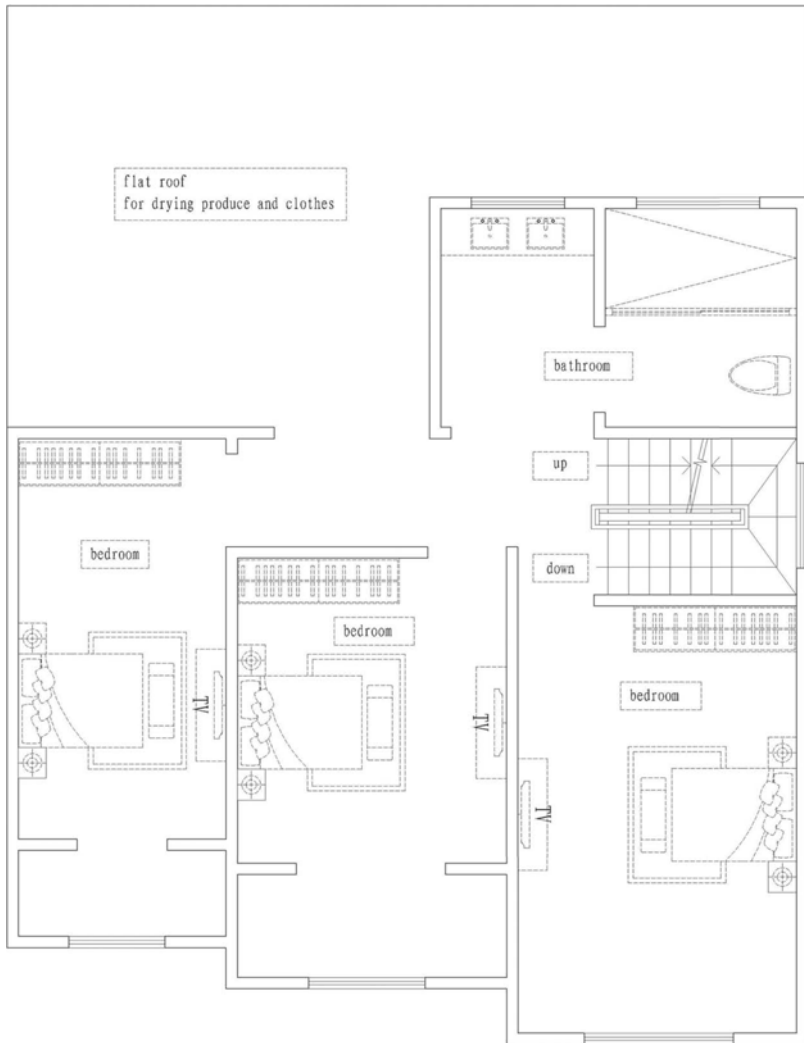 flat roof
for drying produce and clothes
bathroom
up
bedroom
down
bedroom
bedroom
TV
TV
TV